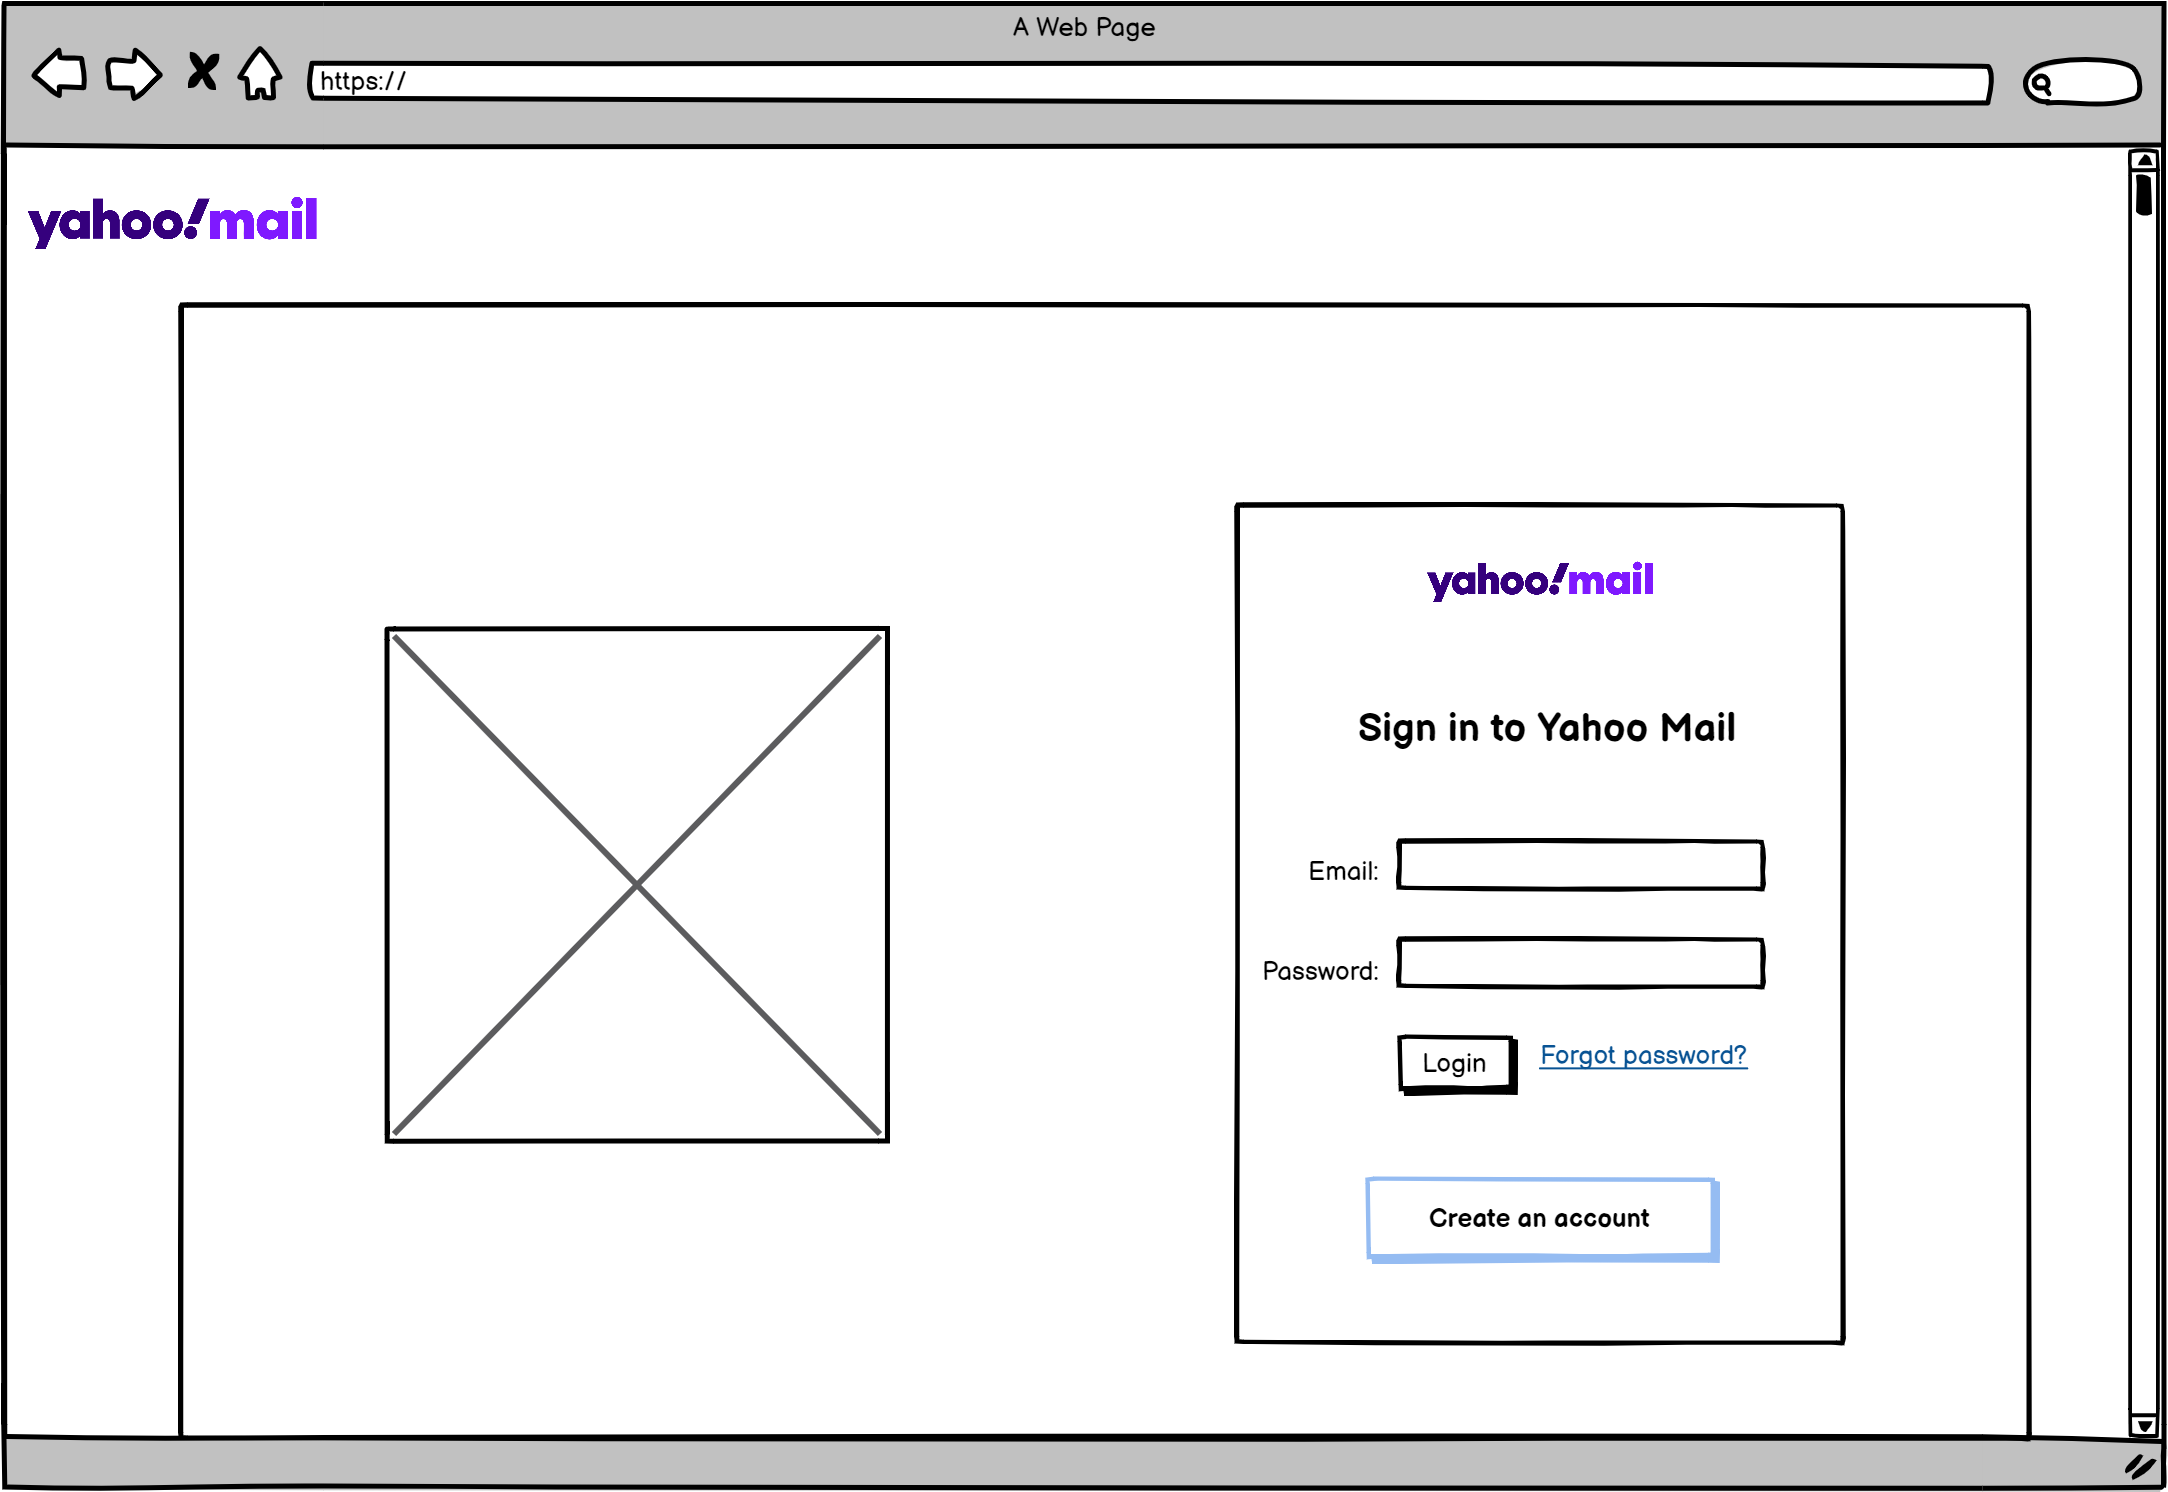 A Web Page
https://
yahoo!mail
yahoo!mail
Sign in to Yahoo Mail
Email:
Password:
Login
Forgot password?
Create an account